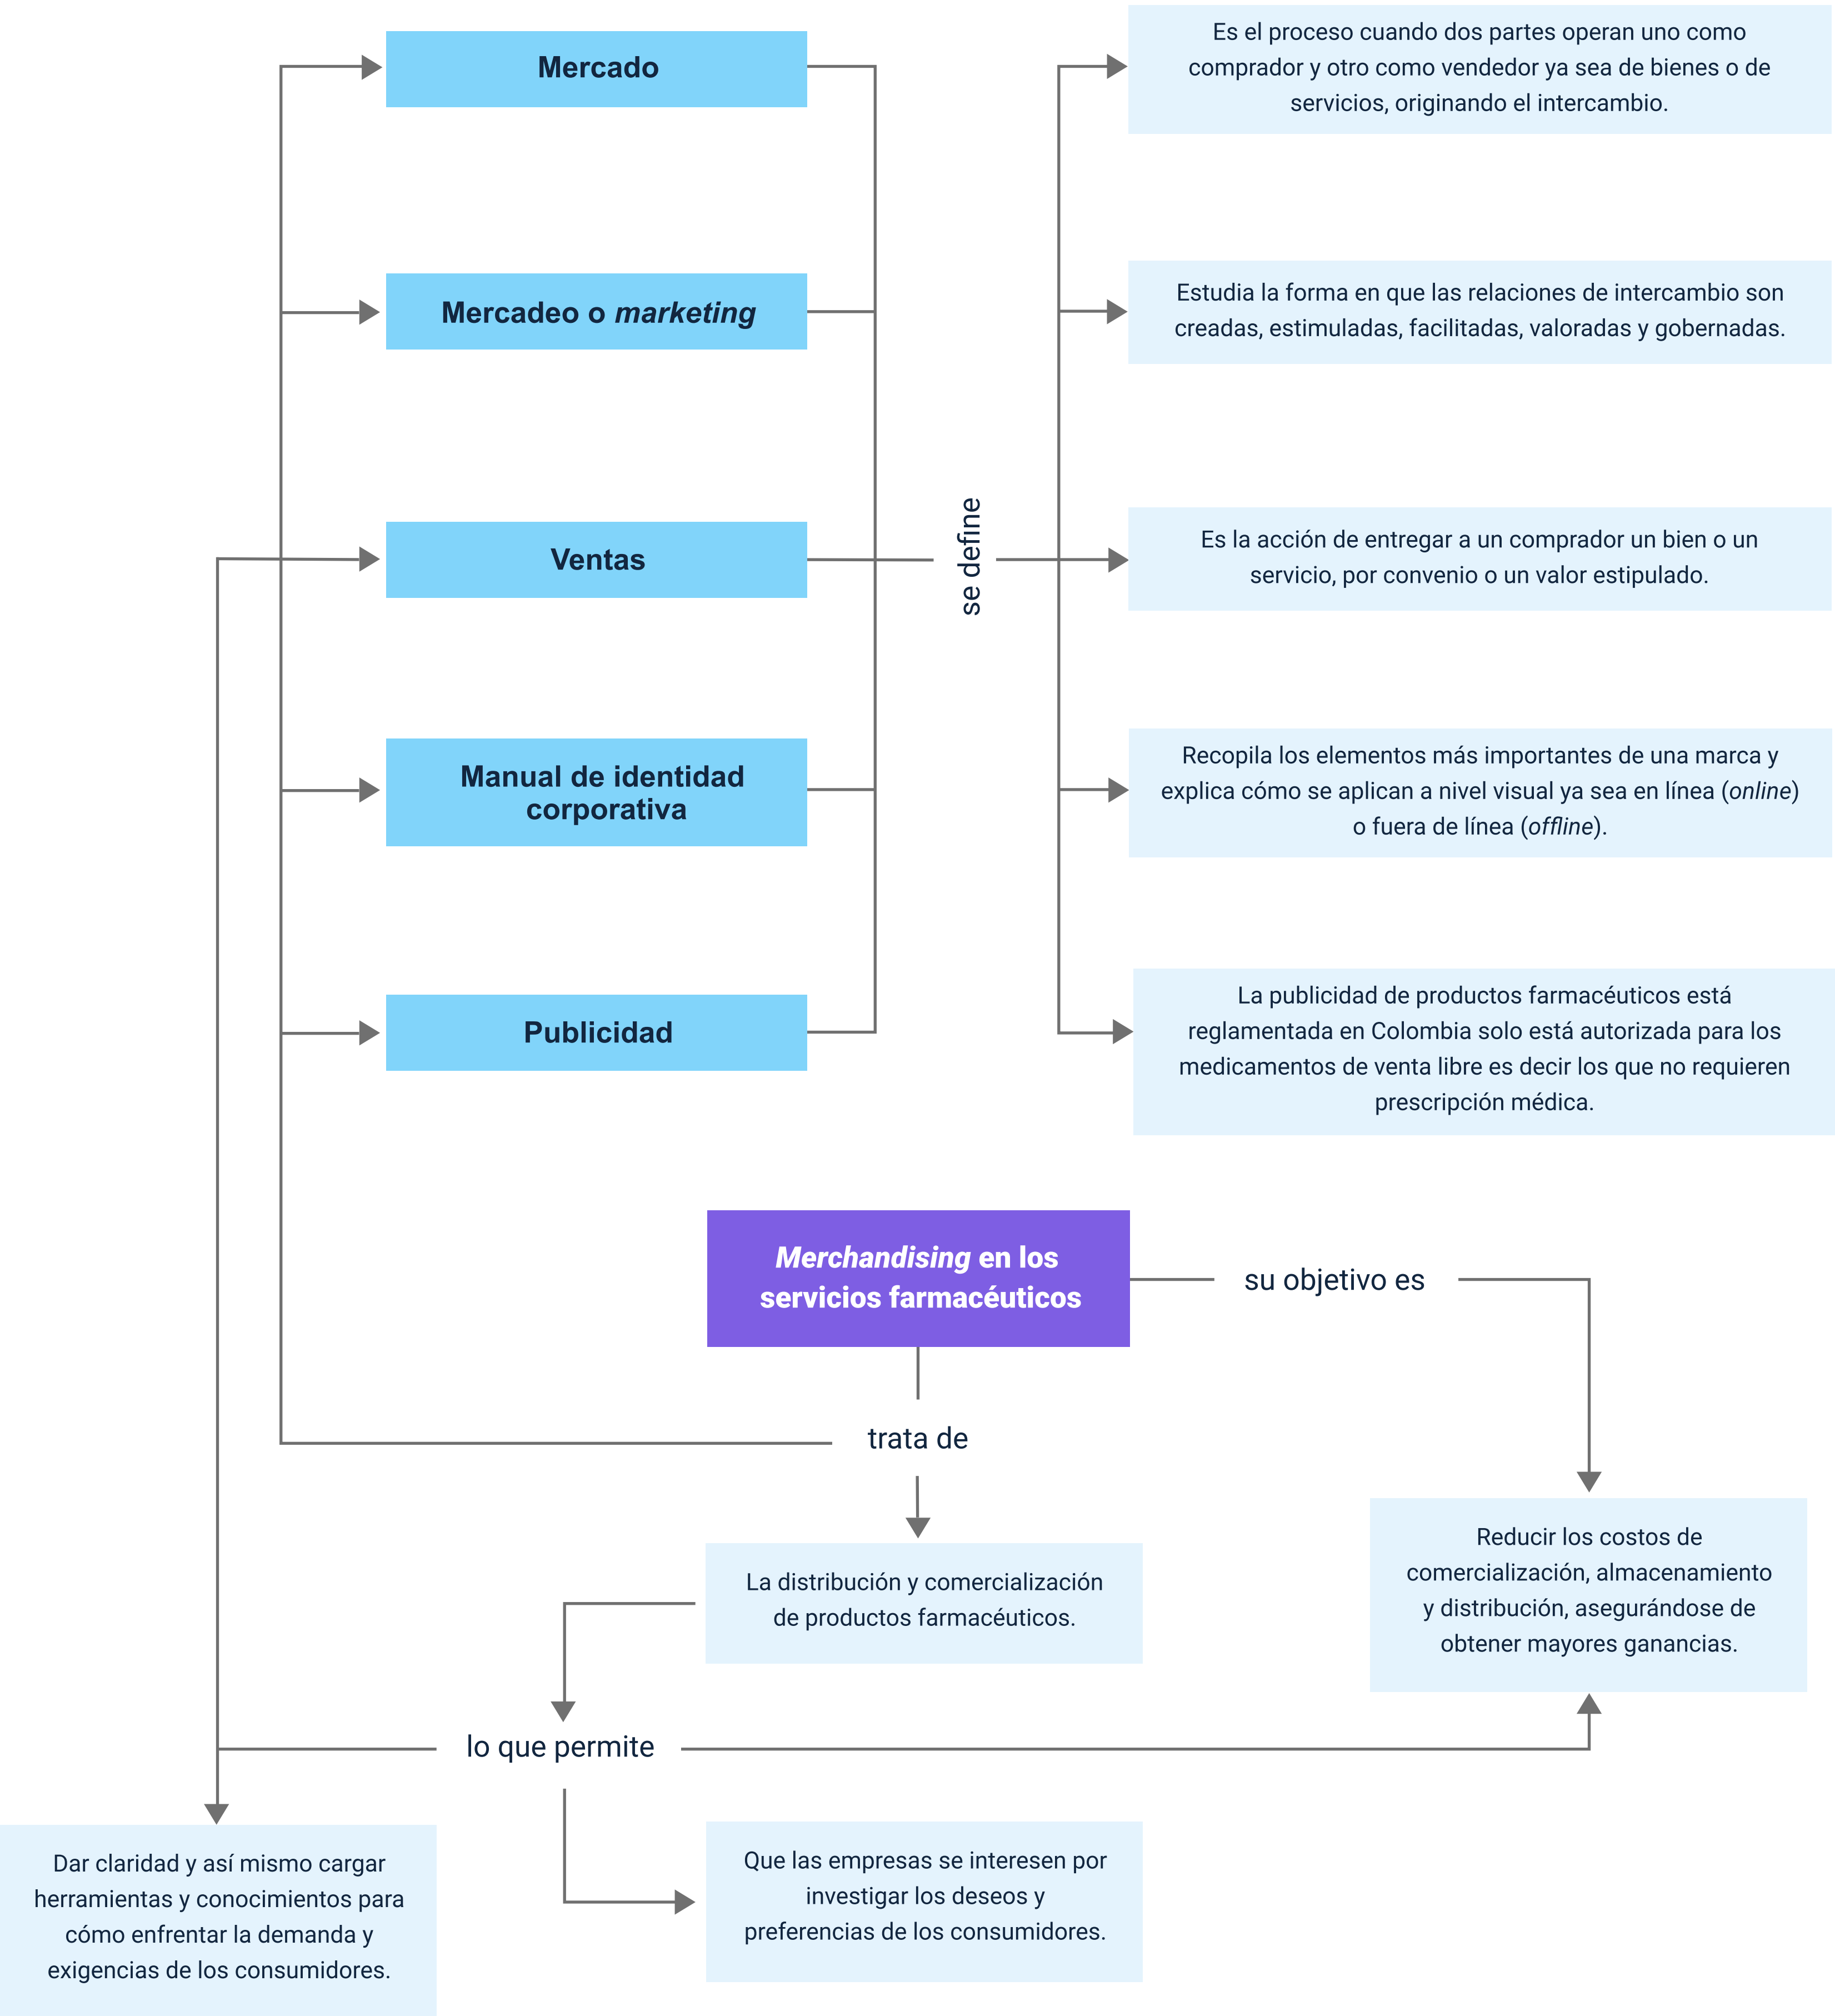 Mercado
Es el proceso cuando dos partes operan uno como
comprador y otro como vendedor ya sea de bienes o de
servicios, originando el intercambio.
Mercadeo o marketing
Estudia la forma en que las relaciones de intercambio son
creadas, estimuladas, facilitadas, valoradas y gobernadas.
Ventas
se define
Es la acción de entregar a un comprador un bien o un
servicio, por convenio o un valor estipulado.
Manual de identidad
corporativa
Recopila los elementos más importantes de una marca y
explica cómo se aplican a nivel visual ya sea en línea (online)
o fuera de línea (offline).
Publicidad
La publicidad de productos farmacéuticos está
reglamentada en Colombia solo está autorizada para los
medicamentos de venta libre es decir los que no requieren
prescripción médica.
Merchandising en los
servicios farmacéuticos
su objetivo es
trata de
La distribución y comercialización
de productos farmacéuticos.
Reducir los costos de
comercialización, almacenamiento
y distribución, asegurándose de
obtener mayores ganancias.
lo que permite
Dar claridad y así mismo cargar
herramientas y conocimientos para
cómo enfrentar la demanda y
exigencias de los consumidores.
Que las empresas se interesen por
investigar los deseos y
preferencias de los consumidores.